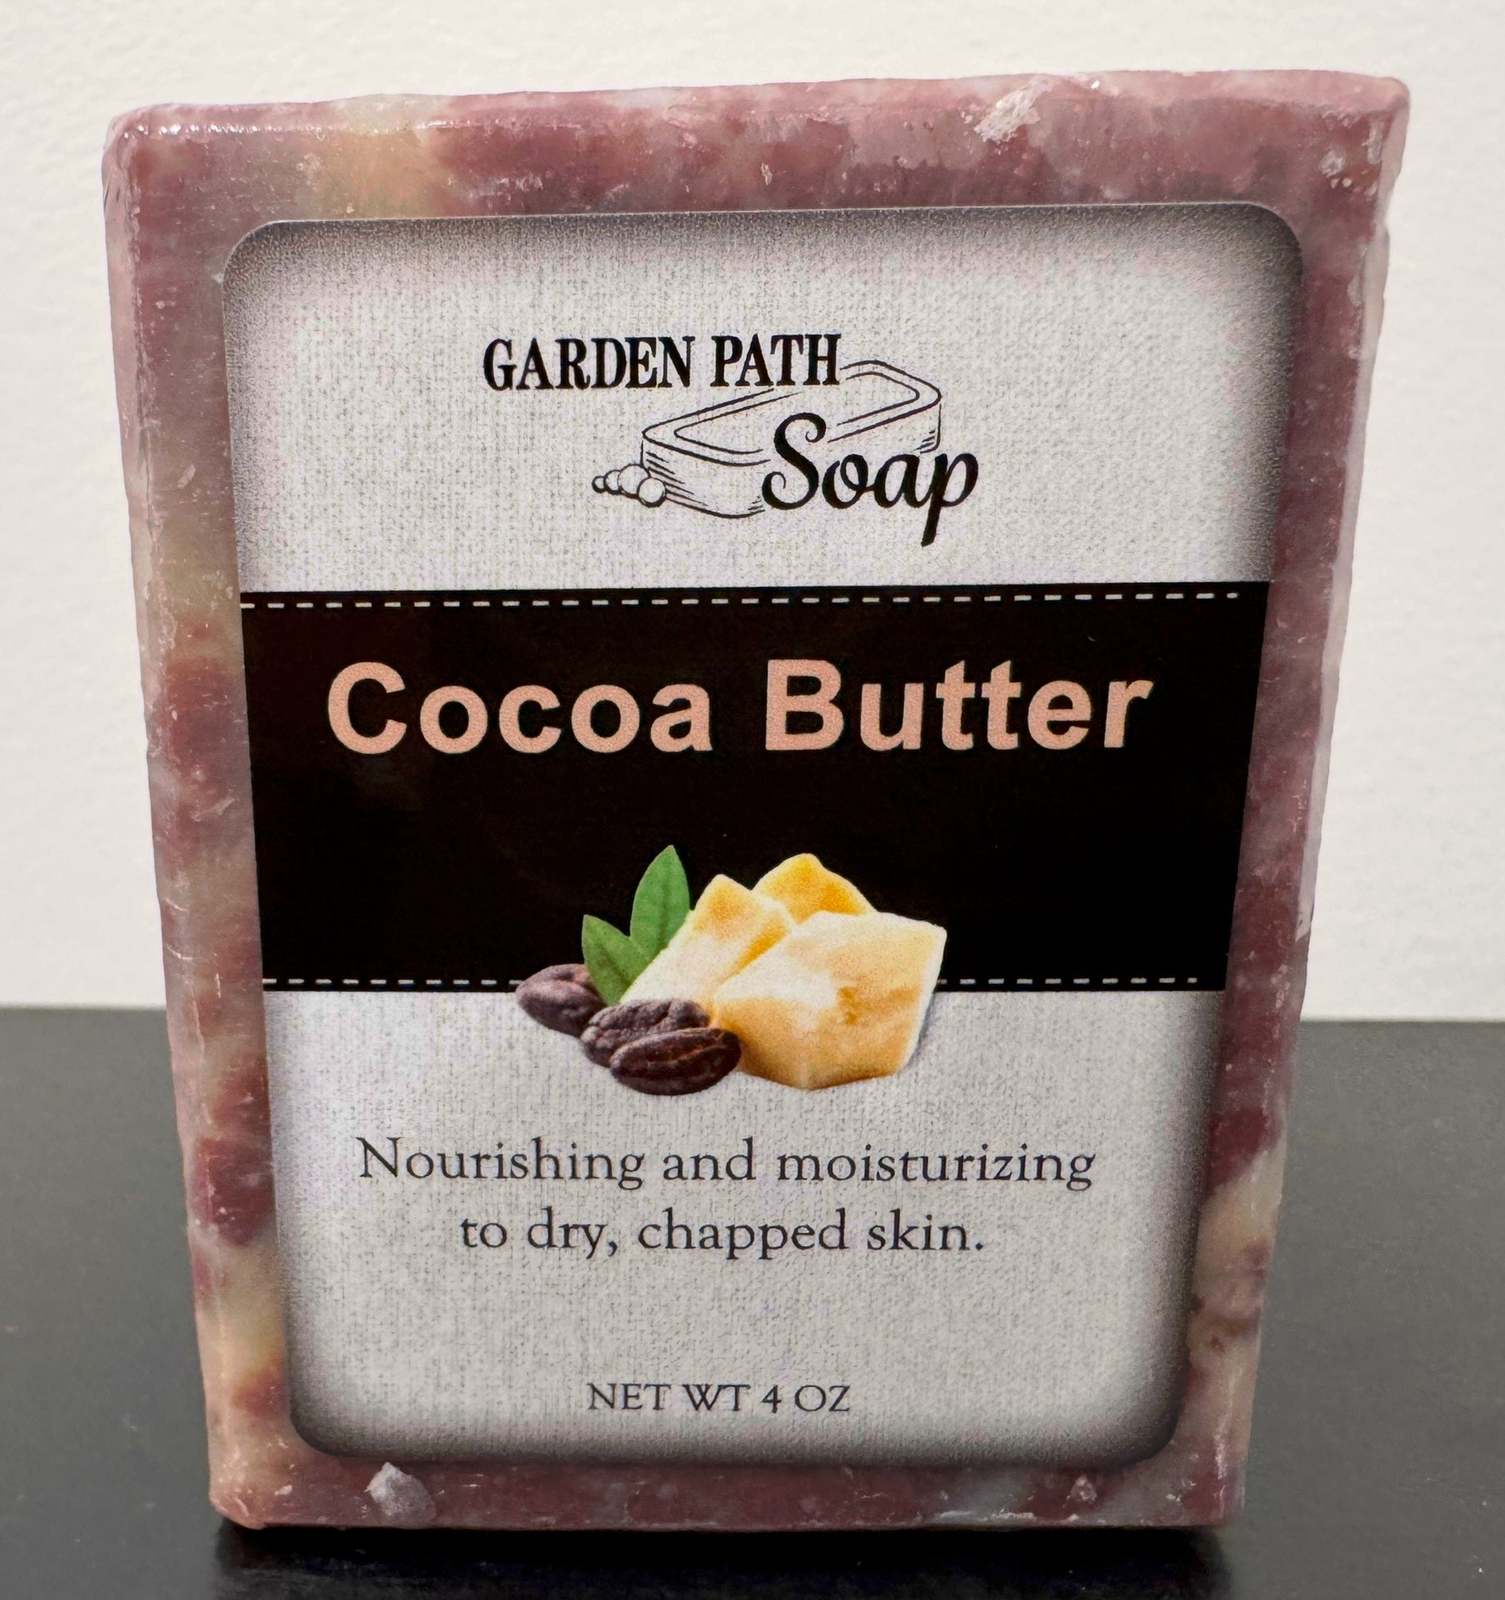 GARDEN PATH
Soap
Cocoa Butter
Nourishing and moisturizing
to dry, chapped skin.
NET WT 4 OZ